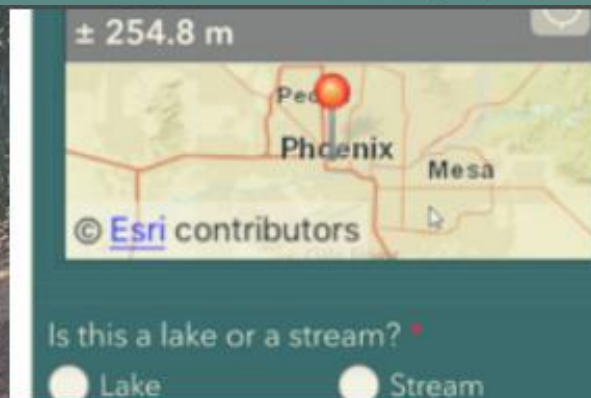 ± 254.8 m
Phoenix
Mesa
© Esri contributors
Is this a lake or a stream? *
Lake
Stream